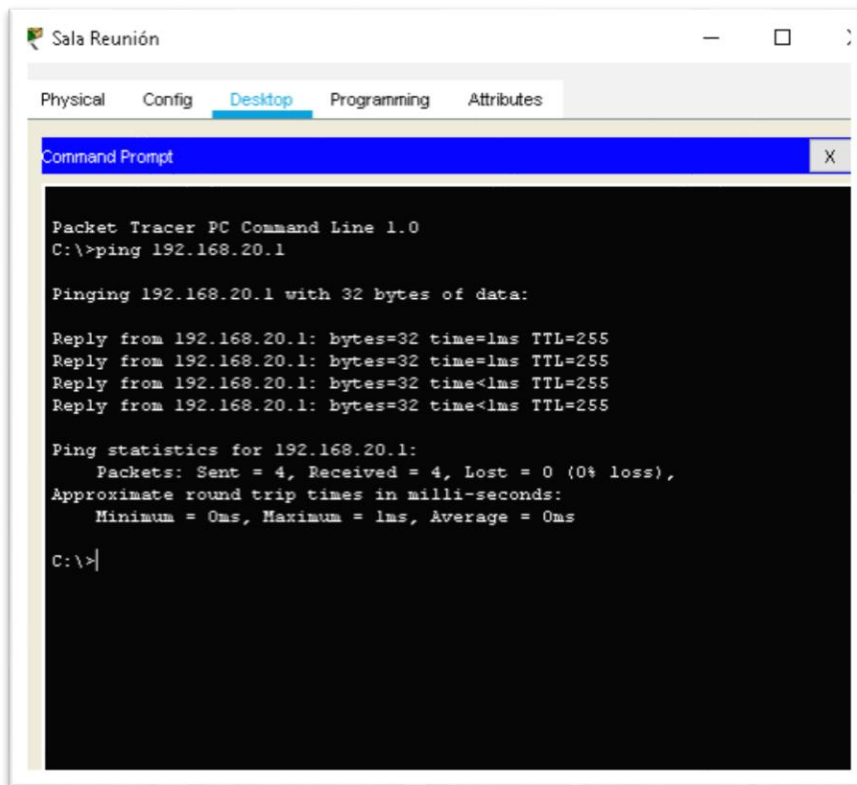 Sala Reunión
Physical Config Desktop Programming Attributes
Command Prompt X
Packet Tracer PC Command Line 1.0
C:\>ping 192.168.20.1
Pinging 192.168.20.1 with 32 bytes of data:
Reply from 192.168.20.1: bytes=32 time=1ms TTL=255
Reply from 192.168.20.1: bytes=32 time=1ms TTL=255
Reply from 192.168.20.1: bytes=32 time<1ms TTL=255
Reply from 192.168.20.1: bytes=32 time<1ms TTL=255
Ping statistics for 192.168.20.1:
Packets: Sent = 4, Received = 4, Lost = 0 (0% loss),
Approximate round trip times in milli-seconds:
Minimum = 0ms, Maximum = 1ms, Average = 0ms
C:\>